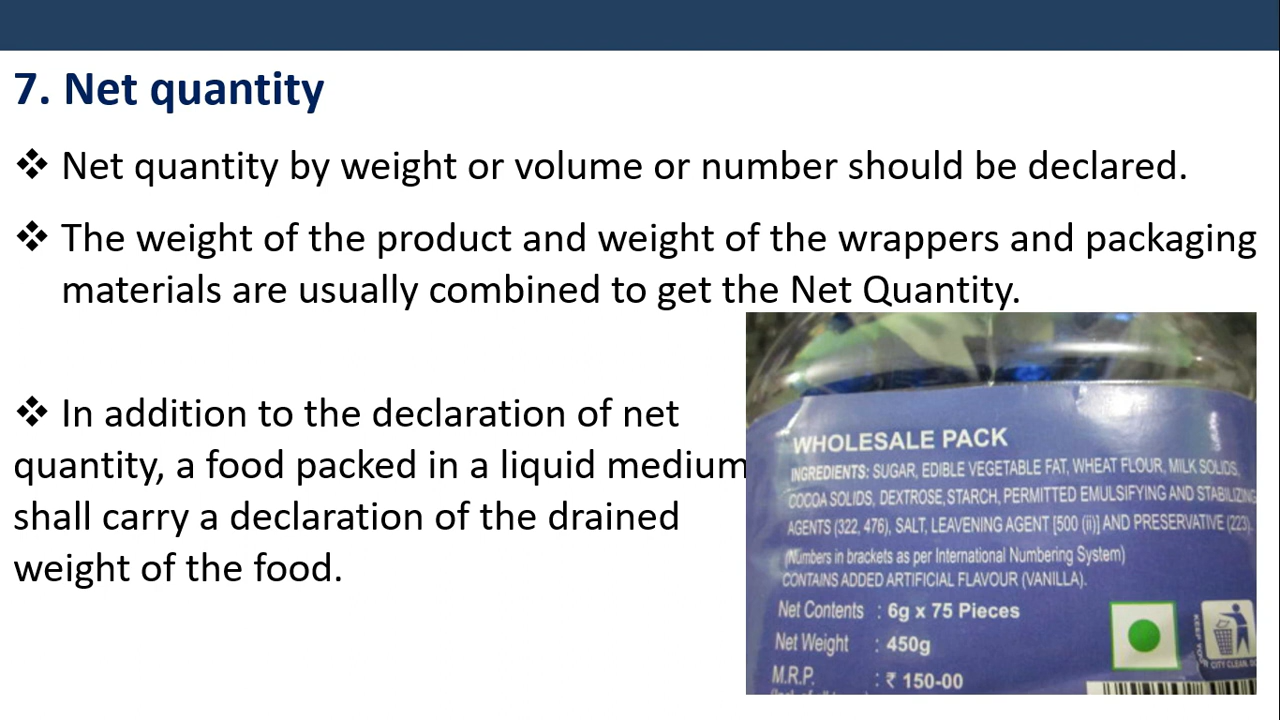 7. Net quantity
❖ Net quantity by weight or volume or number should be declared.
❖ The weight of the product and weight of the wrappers and packaging
materials are usually combined to get the Net Quantity.
❖ In addition to the declaration of net
quantity, a food packed in a liquid medium
shall carry a declaration of the drained
weight of the food.
WHOLESALE PACK
INGREDIENTS: SUGAR, EDIBLE VEGETABLE FAT, WHEAT FLOUR, MILK SOLIDS,
COCOA SOLIDS, DEXTROSE, STARCH, PERMITTED EMULSIFYING AND STABILIZING
AGENTS (322, 476), SALT, LEAVENING AGENT [500 (ii)] AND PRESERVATIVE (223).
(Numbers in brackets as per International Numbering System)
CONTAINS ADDED ARTIFICIAL FLAVOUR (VANILLA).
Net Contents : 6g x 75 Pieces
Net Weight : 450g
M.R.P. : ₹ 150-00
KEEP YO
CITY CLEAN